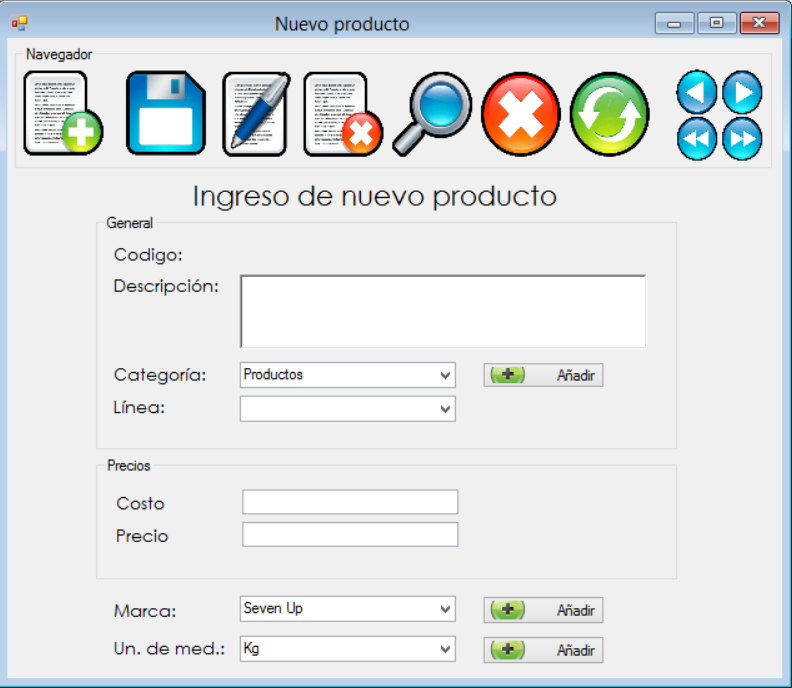 Nuevo producto
Navegador
Ingreso de nuevo producto
General
Codigo:
Descripción:
Categoría: Productos Añadir
Línea:
Precios
Costo
Precio
Marca: Seven Up Añadir
Un. de med.: Kg Añadir